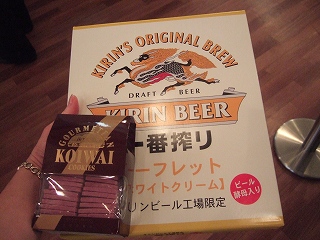 KIRIN'S ORIGINAL BREW
DRAFT BEER
KIRIN BEER
一番搾り
ーフレット
ワイトクリーム】
ビール
酵母入り
リンビール工場限定
GOURMET
KOIWAI
COOKIES